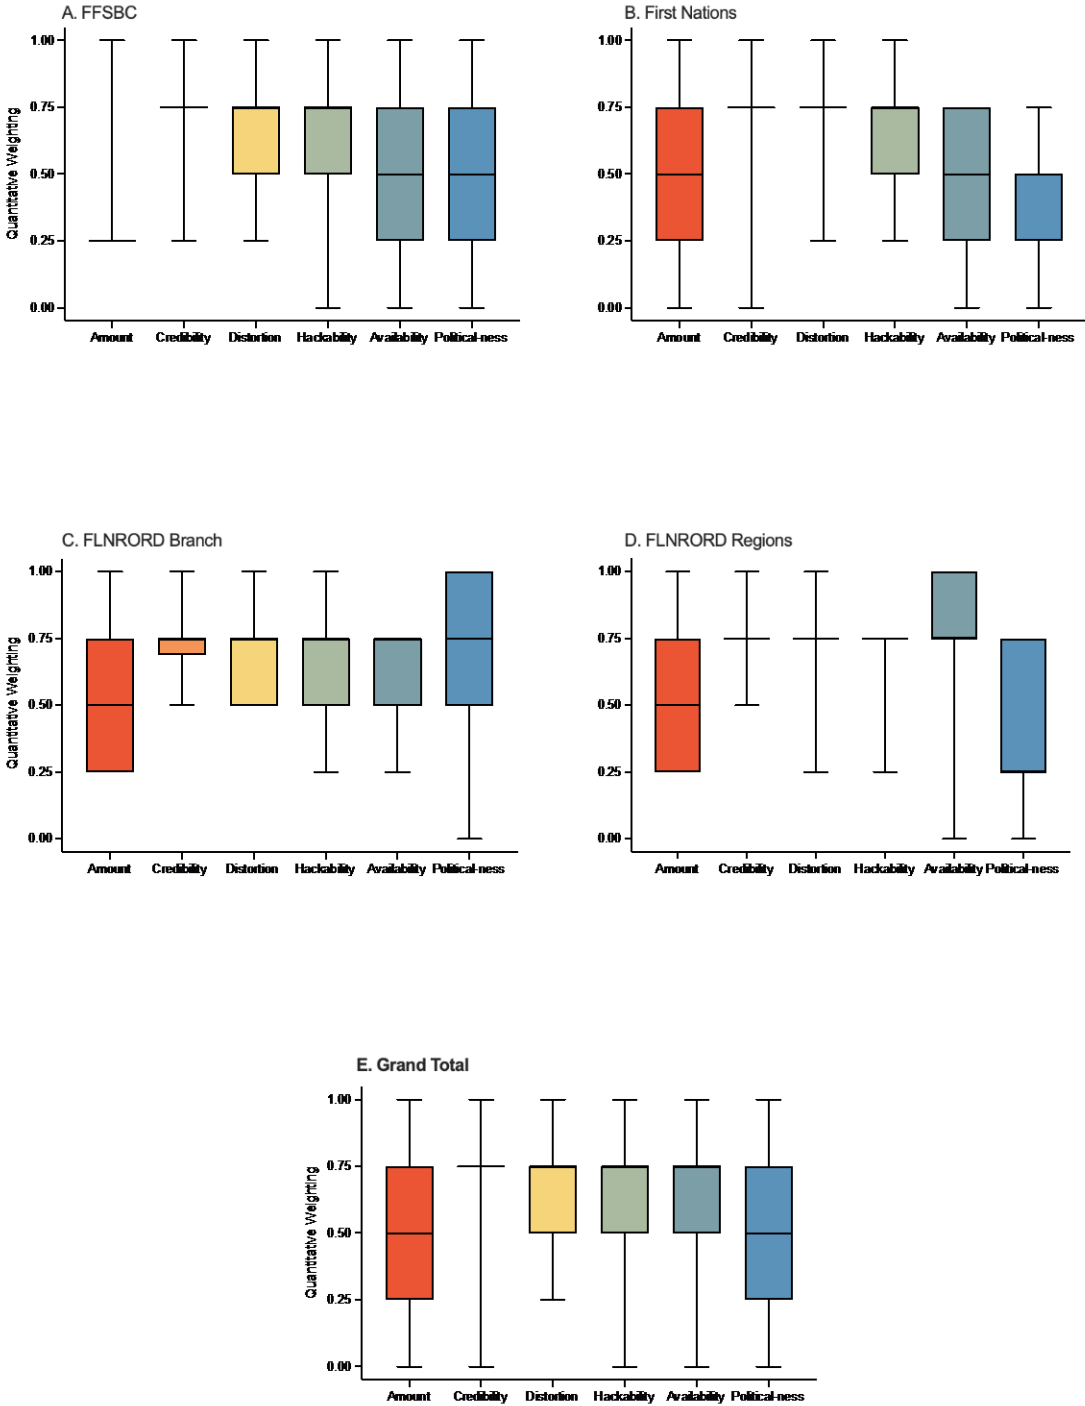 A. FFSBC
1.00
0.75
0.50
0.25
0.00
Quantitative Weighting
Amount Credibility Distortion Hackability Availability Political-ness
B. First Nations
1.00
0.75
0.50
0.25
0.00
Amount Credibility Distortion Hackability Availability Political-ness
C. FLNRORD Branch
1.00
0.75
0.50
0.25
0.00
Quantitative Weighting
Amount Credibility Distortion Hackability Availability Political-ness
D. FLNRORD Regions
1.00
0.75
0.50
0.25
0.00
Amount Credibility Distortion Hackability Availability Political-ness
E. Grand Total
1.00
0.75
0.50
0.25
0.00
Quantitative Weighting
Amount Credibility Distortion Hackability Availability Political-ness